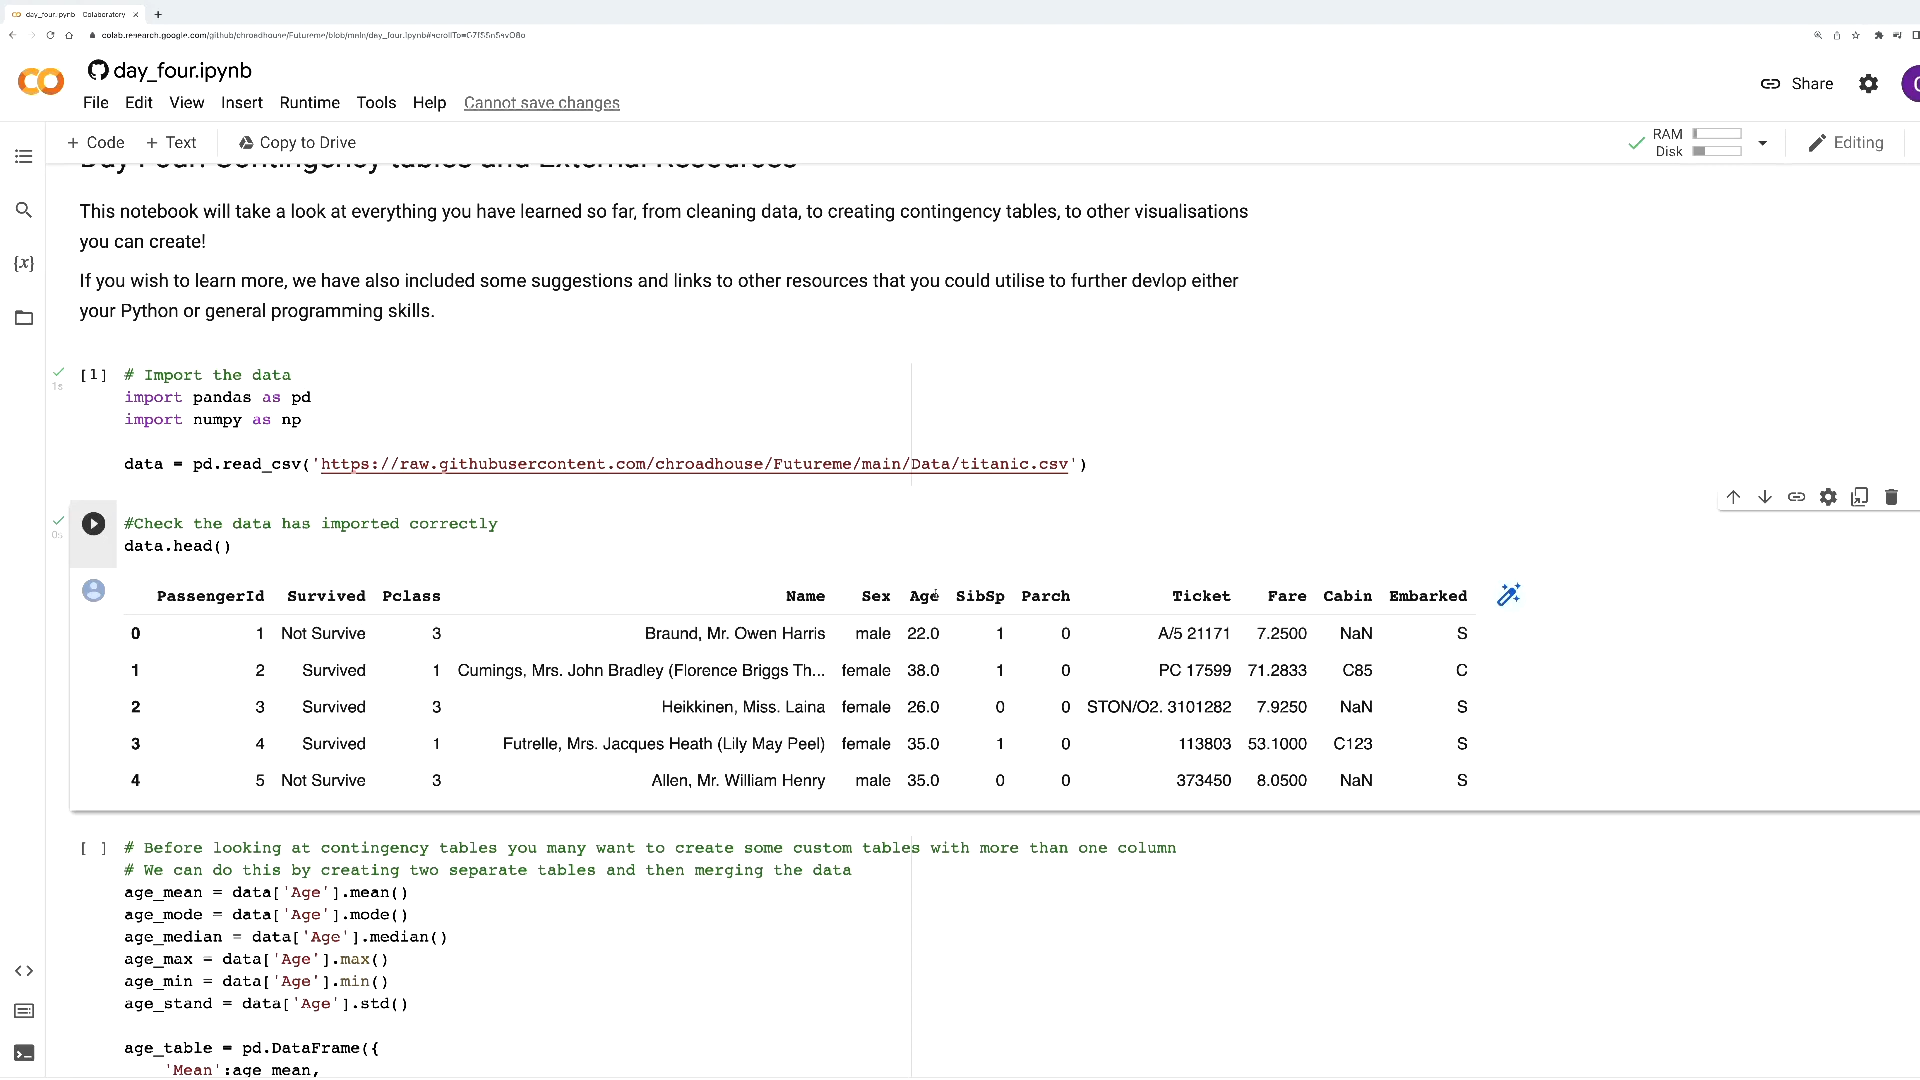 day_four.ipynb - Colaboratory
day_four.ipynb
File Edit View Insert Runtime Tools Help Cannot save changes
Share
+ Code + Text Copy to Drive
RAM
Disk
Editing
Day Four: Contingency tables and External Resources
This notebook will take a look at everything you have learned so far, from cleaning data, to creating contingency tables, to other visualisations
you can create!
If you wish to learn more, we have also included some suggestions and links to other resources that you could utilise to further devlop either
your Python or general programming skills.
1s
[1] # Import the data
import pandas as pd
import numpy as np
data = pd.read_csv('https://raw.githubusercontent.com/chroadhouse/Futureme/main/Data/titanic.csv')
0s
#Check the data has imported correctly
data.head()
PassengerId Survived Pclass Name Sex Age SibSp Parch Ticket Fare Cabin Embarked
0 1 Not Survive 3 Braund, Mr. Owen Harris male 22.0 1 0 A/5 21171 7.2500 NaN S
1 2 Survived 1 Cumings, Mrs. John Bradley (Florence Briggs Th... female 38.0 1 0 PC 17599 71.2833 C85 C
2 3 Survived 3 Heikkinen, Miss. Laina female 26.0 0 0 STON/O2. 3101282 7.9250 NaN S
3 4 Survived 1 Futrelle, Mrs. Jacques Heath (Lily May Peel) female 35.0 1 0 113803 53.1000 C123 S
4 5 Not Survive 3 Allen, Mr. William Henry male 35.0 0 0 373450 8.0500 NaN S
[ ] # Before looking at contingency tables you many want to create some custom tables with more than one column
# We can do this by creating two separate tables and then merging the data
age_mean = data['Age'].mean()
age_mode = data['Age'].mode()
age_median = data['Age'].median()
age_max = data['Age'].max()
age_min = data['Age'].min()
age_stand = data['Age'].std()
age_table = pd.DataFrame({
'Mean':age_mean,